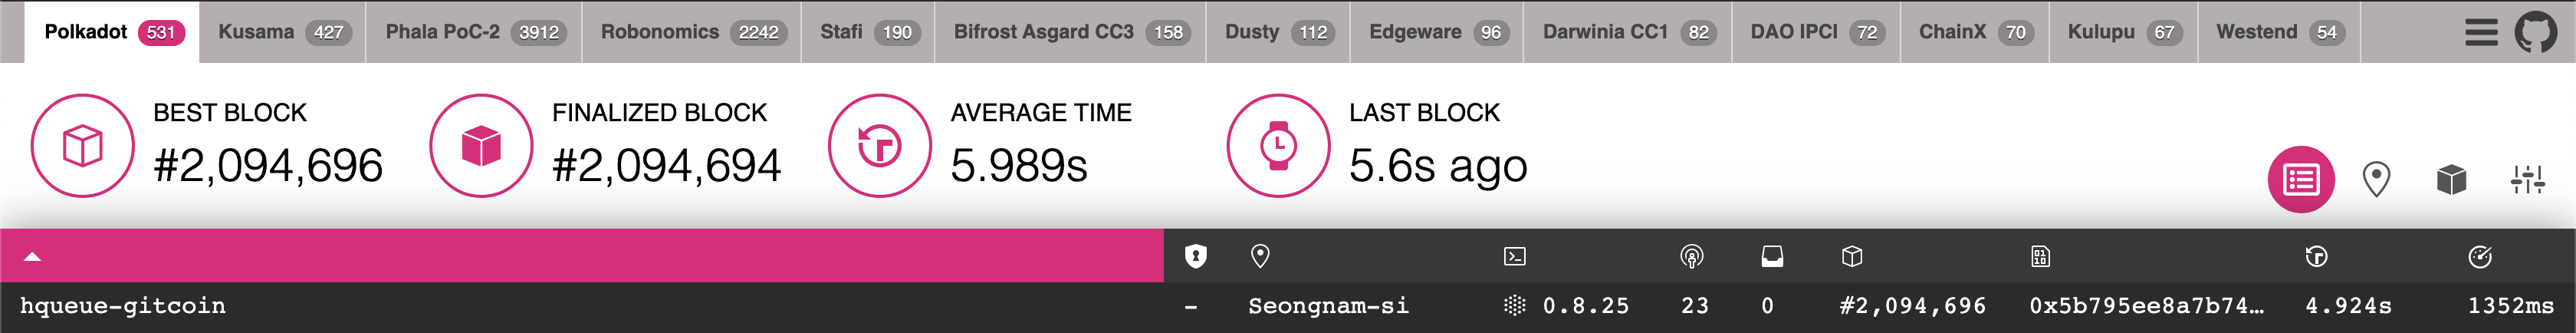 Polkadot 531 Kusama 427 Phala PoC-2 3912 Robonomics 2242 Stafi 190 Bifrost Asgard CC3 158 Dusty 112 Edgeware 96 Darwinia CC1 82 DAO IPCI 72 ChainX 70 Kulupu 67 Westend 54
BEST BLOCK FINALIZED BLOCK AVERAGE TIME LAST BLOCK
#2,094,696 #2,094,694 5.989s 5.6s ago
hqueue-gitcoin – Seongnam-si 0.8.25 23 0 #2,094,696 0x5b795ee8a7b74… 4.924s 1352ms